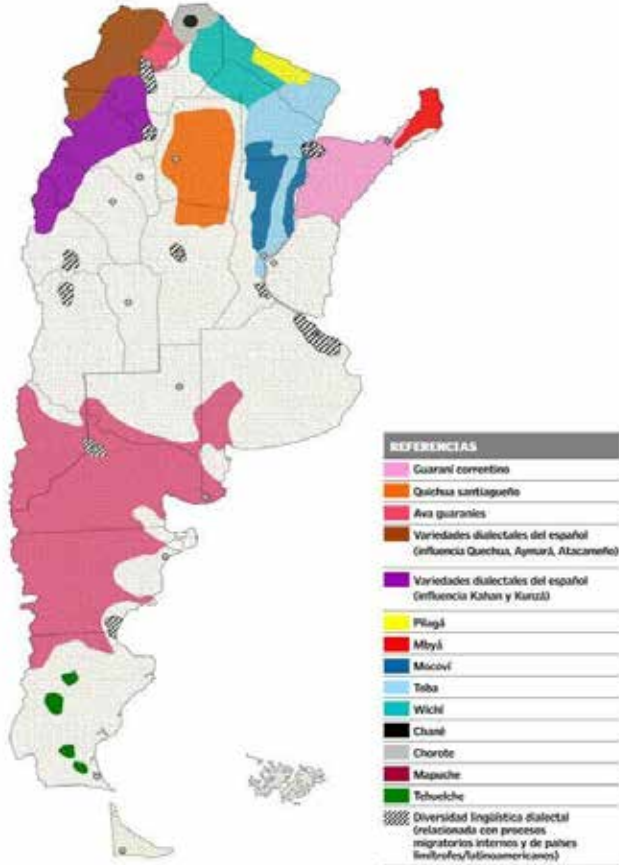 REFERENCIAS
Guaraní correntino
Quichua santiagueño
Ava guaraníes
Variedades dialectales del español
(influencia Quechua, Aymará, Atacameño)
Variedades dialectales del español
(influencia Kahan y Kunzá)
Pilagá
Mbyá
Mocoví
Toba
Wichí
Chané
Chorote
Mapuche
Tehuelche
Diversidad lingüística dialectal
(relacionada con procesos
migratorios internos y de países
limítrofes/latinoamericanos)